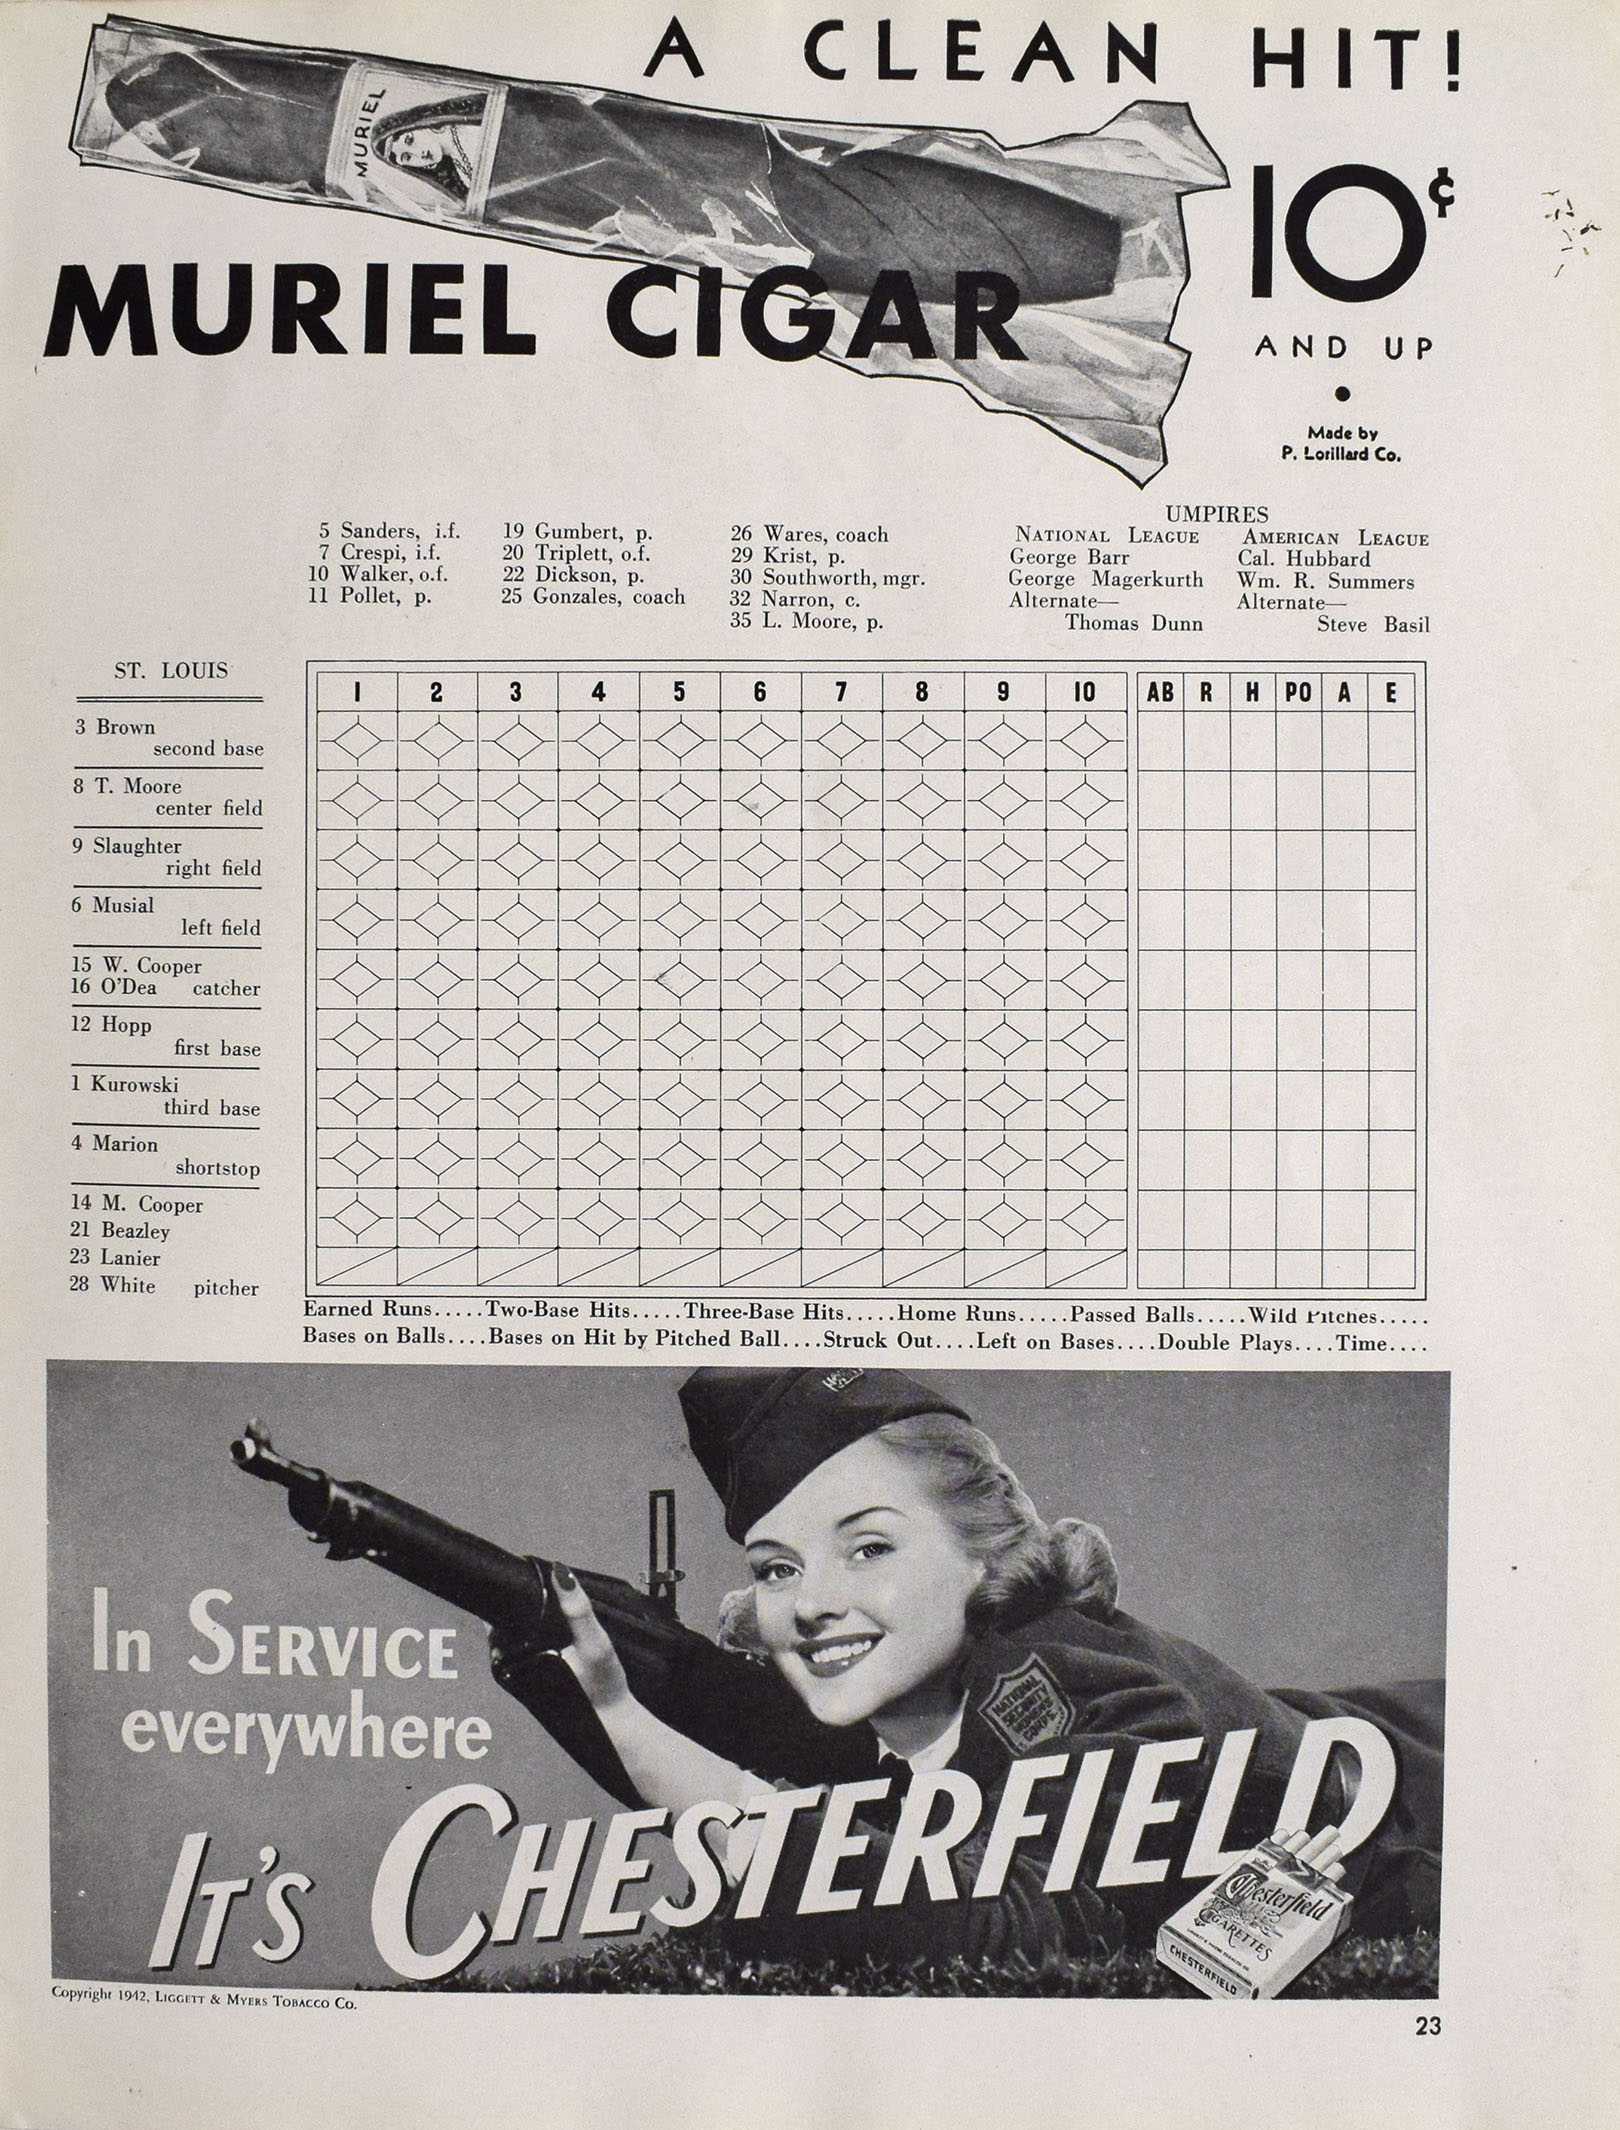 A CLEAN HIT!
MURIEL
10¢
MURIEL CIGAR
AND UP
Made by
P. Lorillard Co.
5 Sanders, i.f.
7 Crespi, i.f.
10 Walker, o.f.
11 Pollet, p.
19 Gumbert, p.
20 Triplett, o.f.
22 Dickson, p.
25 Gonzales, coach
26 Wares, coach
29 Krist, p.
30 Southworth, mgr.
32 Narron, c.
35 L. Moore, p.
UMPIRES
NATIONAL LEAGUE
George Barr
George Magerkurth
Alternate—
Thomas Dunn
AMERICAN LEAGUE
Cal. Hubbard
Wm. R. Summers
Alternate—
Steve Basil
ST. LOUIS
1 2 3 4 5 6 7 8 9 10 AB R H PO A E
3 Brown
second base
8 T. Moore
center field
9 Slaughter
right field
6 Musial
left field
15 W. Cooper
16 O'Dea catcher
12 Hopp
first base
1 Kurowski
third base
4 Marion
shortstop
14 M. Cooper
21 Beazley
23 Lanier
28 White pitcher
Earned Runs.....Two-Base Hits.....Three-Base Hits.....Home Runs.....Passed Balls.....Wild Pitches.....
Bases on Balls....Bases on Hit by Pitched Ball....Struck Out....Left on Bases....Double Plays....Time....
In SERVICE
everywhere
NATIONAL
SECURITY
WOMEN'S
CORPS
IT'S CHESTERFIELD
Chesterfield
CIGARETTES
CHESTERFIELD
Copyright 1942, LIGGETT & MYERS TOBACCO CO.
23